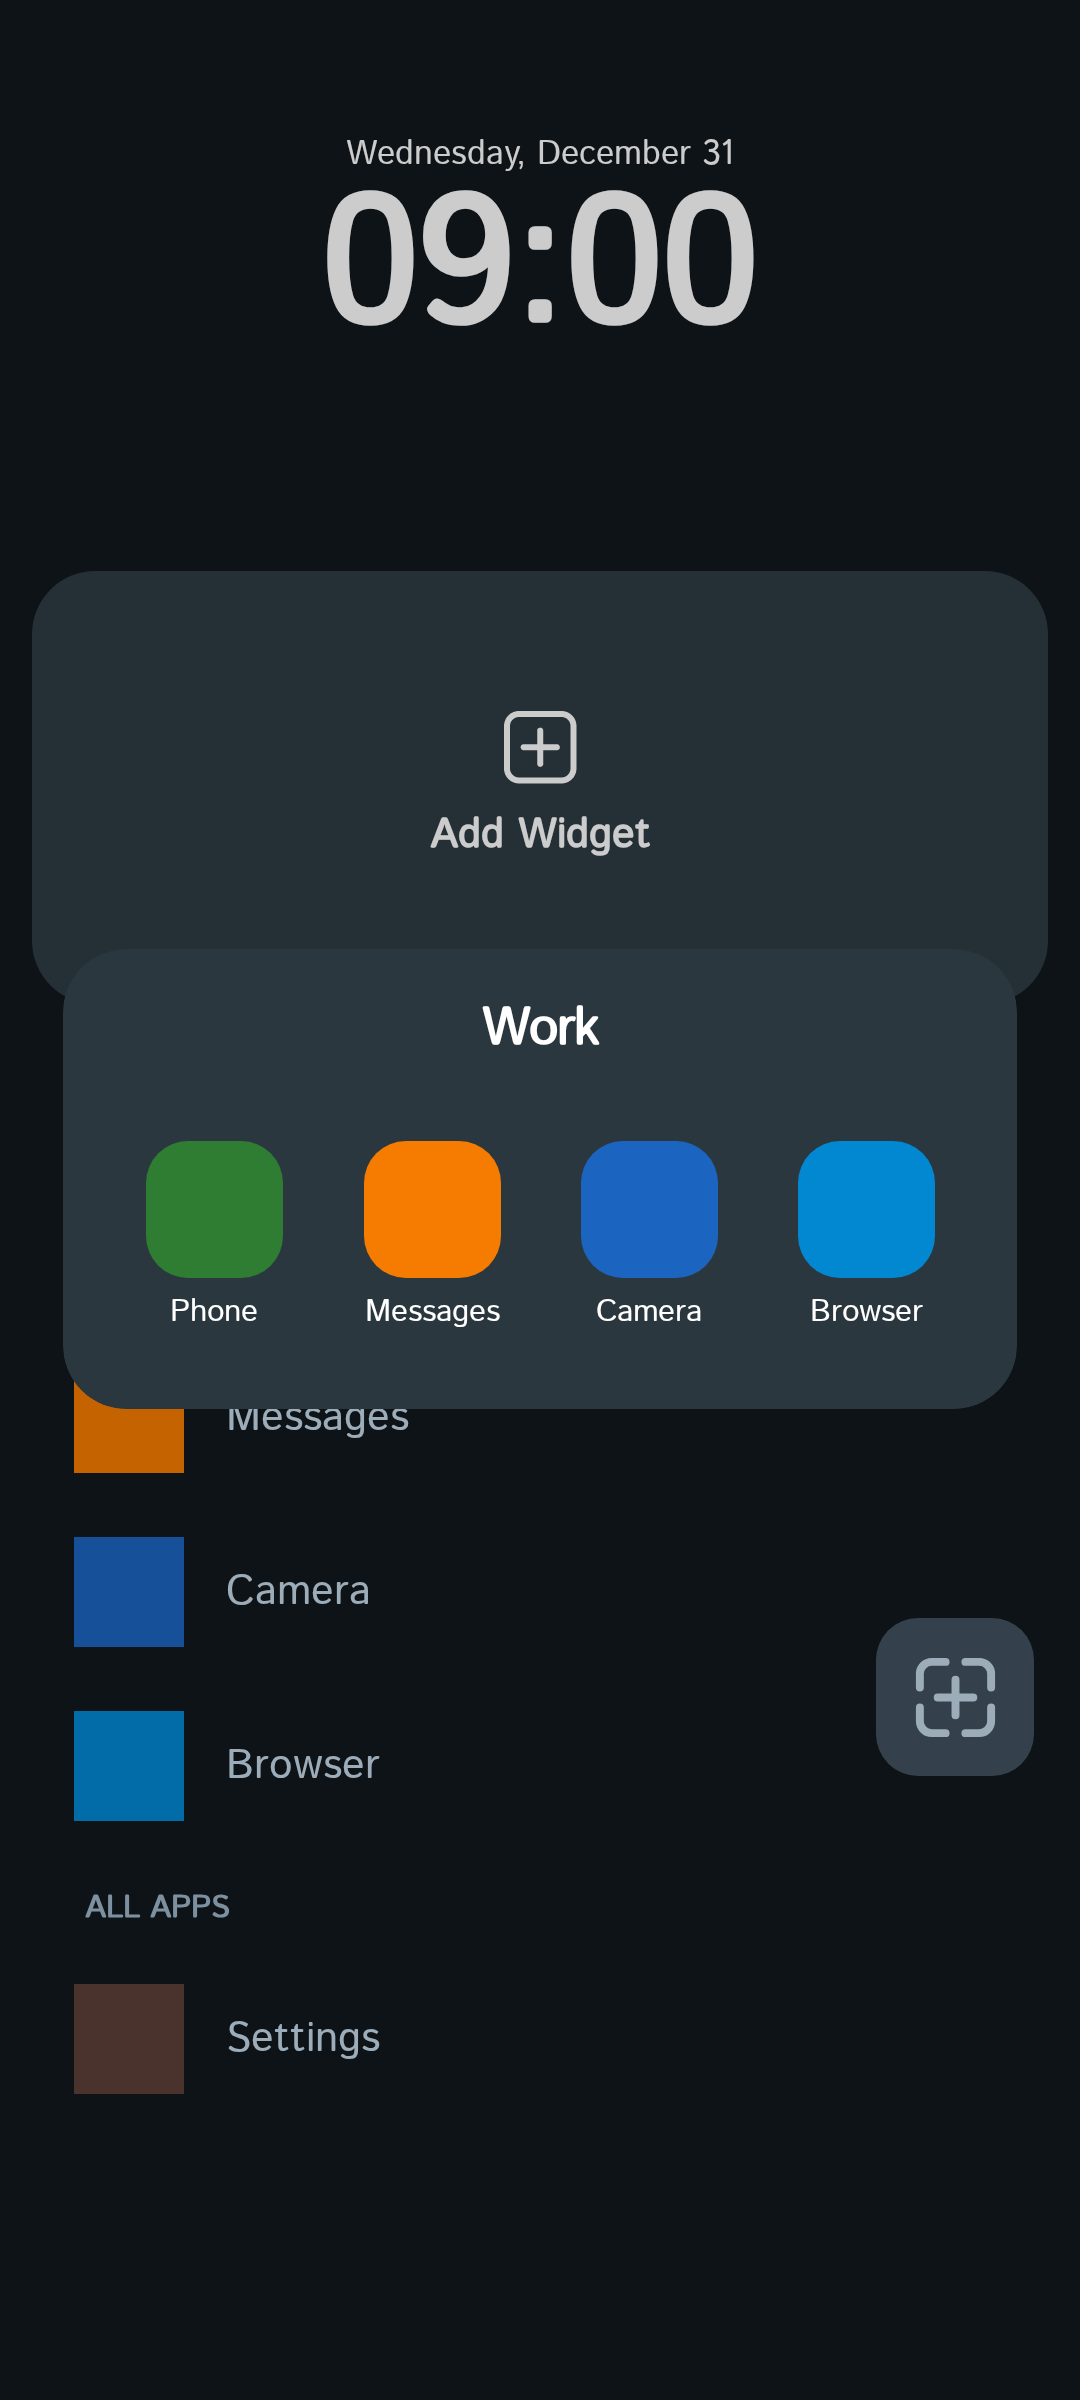 Wednesday, December 31
09:00
Add Widget
Work
Phone Messages Camera Browser
Messages
Camera
Browser
ALL APPS
Settings